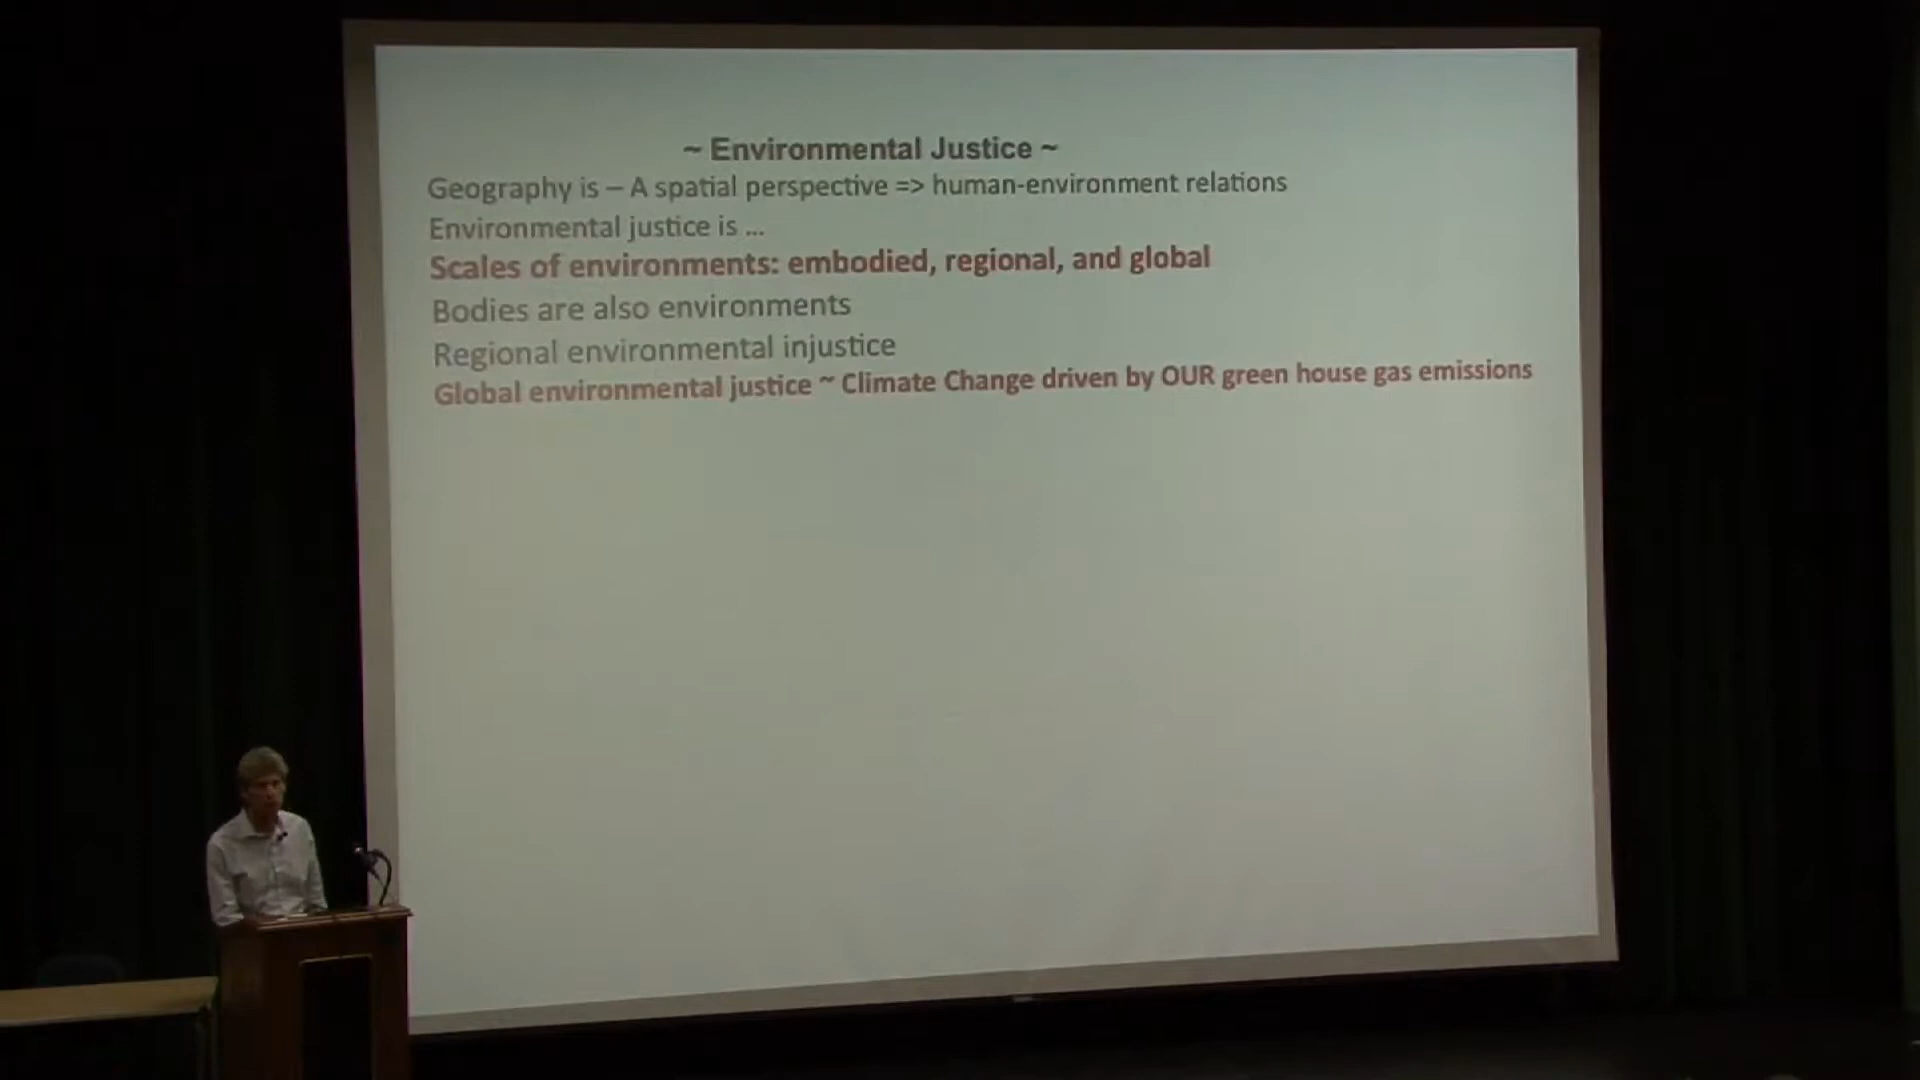 ~ Environmental Justice ~
Geography is – A spatial perspective => human-environment relations
Environmental justice is ...
Scales of environments: embodied, regional, and global
Bodies are also environments
Regional environmental injustice
Global environmental justice ~ Climate Change driven by OUR green house gas emissions